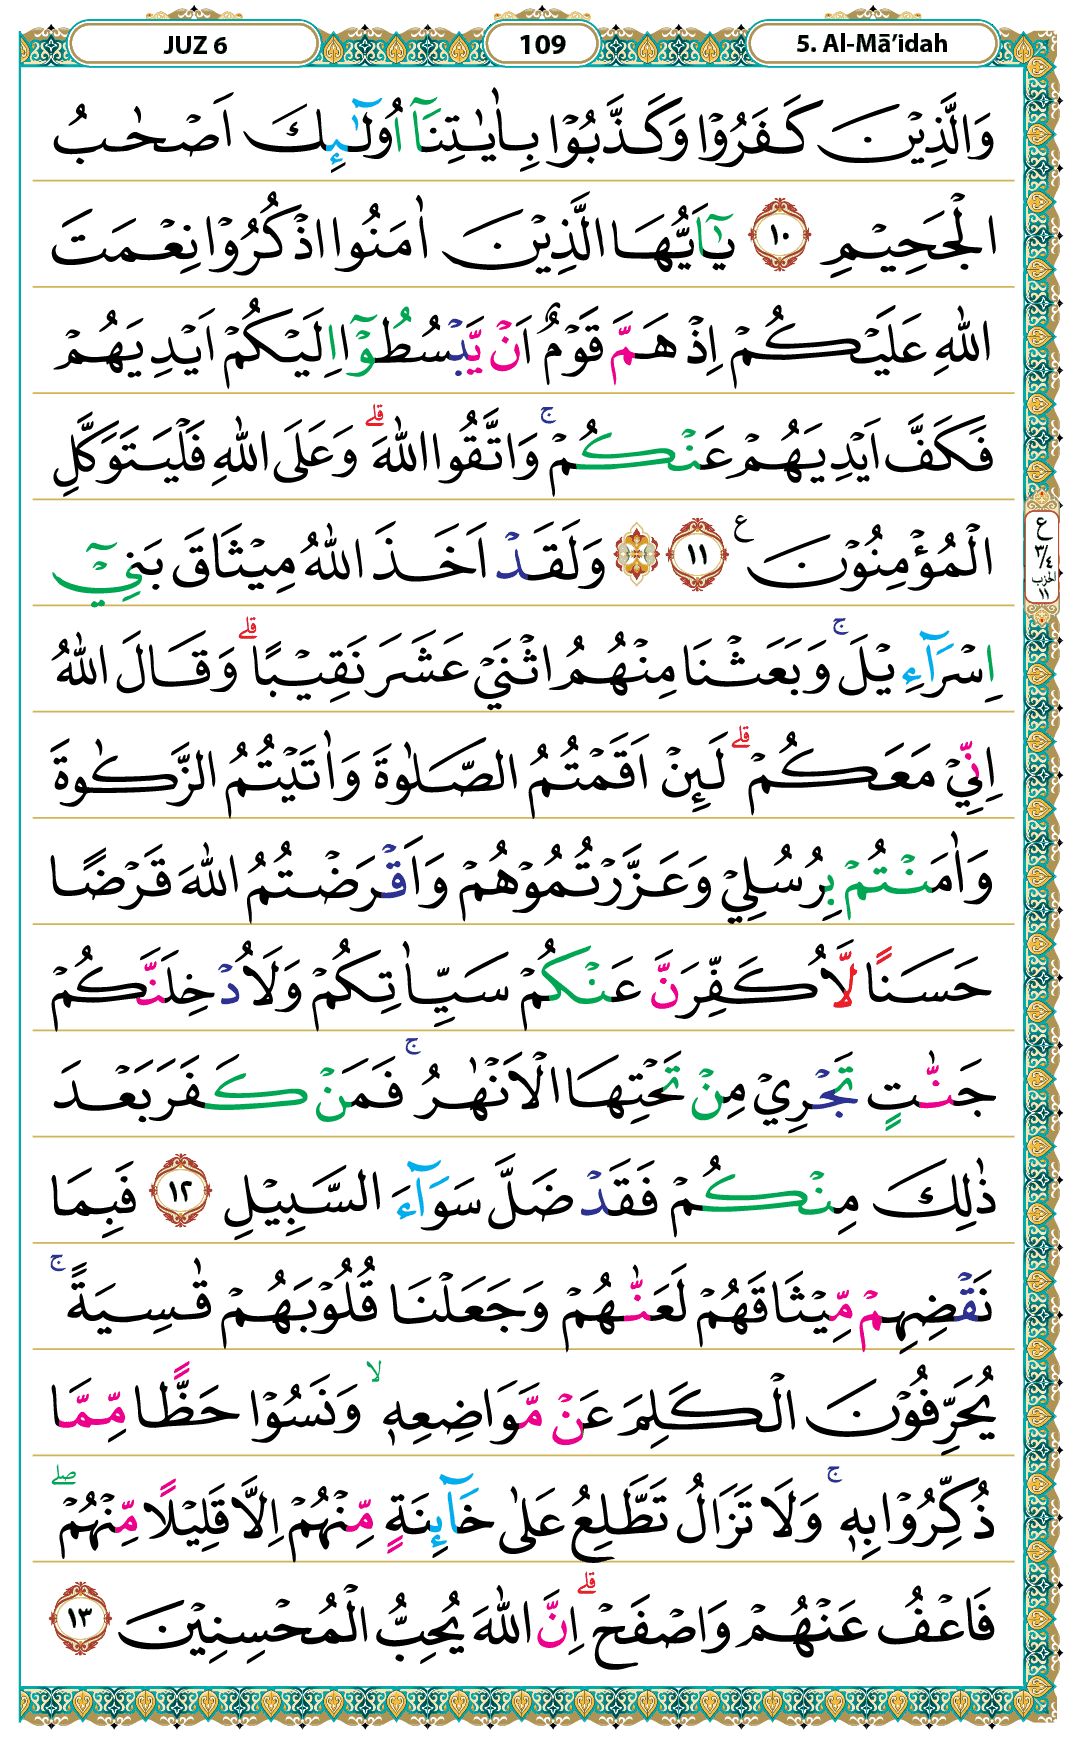 JUZ 6
109
5. Al-Mā’idah
وَالَّذِيْنَ كَفَرُوْا وَكَذَّبُوْا بِاٰيٰتِنَآ اُولٰۤىِٕكَ اَصْحٰبُ
الْجَحِيْمِ ١٠ يٰٓاَيُّهَا الَّذِيْنَ اٰمَنُوا اذْكُرُوْا نِعْمَتَ
اللّٰهِ عَلَيْكُمْ اِذْ هَمَّ قَوْمٌ اَنْ يَّبْسُطُوْٓا اِلَيْكُمْ اَيْدِيَهُمْ
فَكَفَّ اَيْدِيَهُمْ عَنْكُمْۚ وَاتَّقُوا اللّٰهَ ۗ وَعَلَى اللّٰهِ فَلْيَتَوَكَّلِ
الْمُؤْمِنُوْنَ ع ١١ ۞ وَلَقَدْ اَخَذَ اللّٰهُ مِيْثَاقَ بَنِيْٓ
اِسْرَاۤءِيْلَۚ وَبَعَثْنَا مِنْهُمُ اثْنَيْ عَشَرَ نَقِيْبًاۗ وَقَالَ اللّٰهُ
اِنِّيْ مَعَكُمْ ۗ لَىِٕنْ اَقَمْتُمُ الصَّلٰوةَ وَاٰتَيْتُمُ الزَّكٰوةَ
وَاٰمَنْتُمْ بِرُسُلِيْ وَعَزَّرْتُمُوْهُمْ وَاَقْرَضْتُمُ اللّٰهَ قَرْضًا
حَسَنًا لَّاُكَفِّرَنَّ عَنْكُمْ سَيِّاٰتِكُمْ وَلَاُدْخِلَنَّكُمْ
جَنّٰتٍ تَجْرِيْ مِنْ تَحْتِهَا الْاَنْهٰرُۚ فَمَنْ كَفَرَ بَعْدَ
ذٰلِكَ مِنْكُمْ فَقَدْ ضَلَّ سَوَاۤءَ السَّبِيْلِ ١٢ فَبِمَا
نَقْضِهِمْ مِّيْثَاقَهُمْ لَعَنّٰهُمْ وَجَعَلْنَا قُلُوْبَهُمْ قٰسِيَةً ۚ
يُحَرِّفُوْنَ الْكَلِمَ عَنْ مَّوَاضِعِهٖۙ وَنَسُوْا حَظًّا مِّمَّا
ذُكِّرُوْا بِهٖۚ وَلَا تَزَالُ تَطَّلِعُ عَلٰى خَاۤىِٕنَةٍ مِّنْهُمْ اِلَّا قَلِيْلًا مِّنْهُمْ ۖ
فَاعْفُ عَنْهُمْ وَاصْفَحْ ۗ اِنَّ اللّٰهَ يُحِبُّ الْمُحْسِنِيْنَ ١٣
ع
٣/٤
الحزب
١١